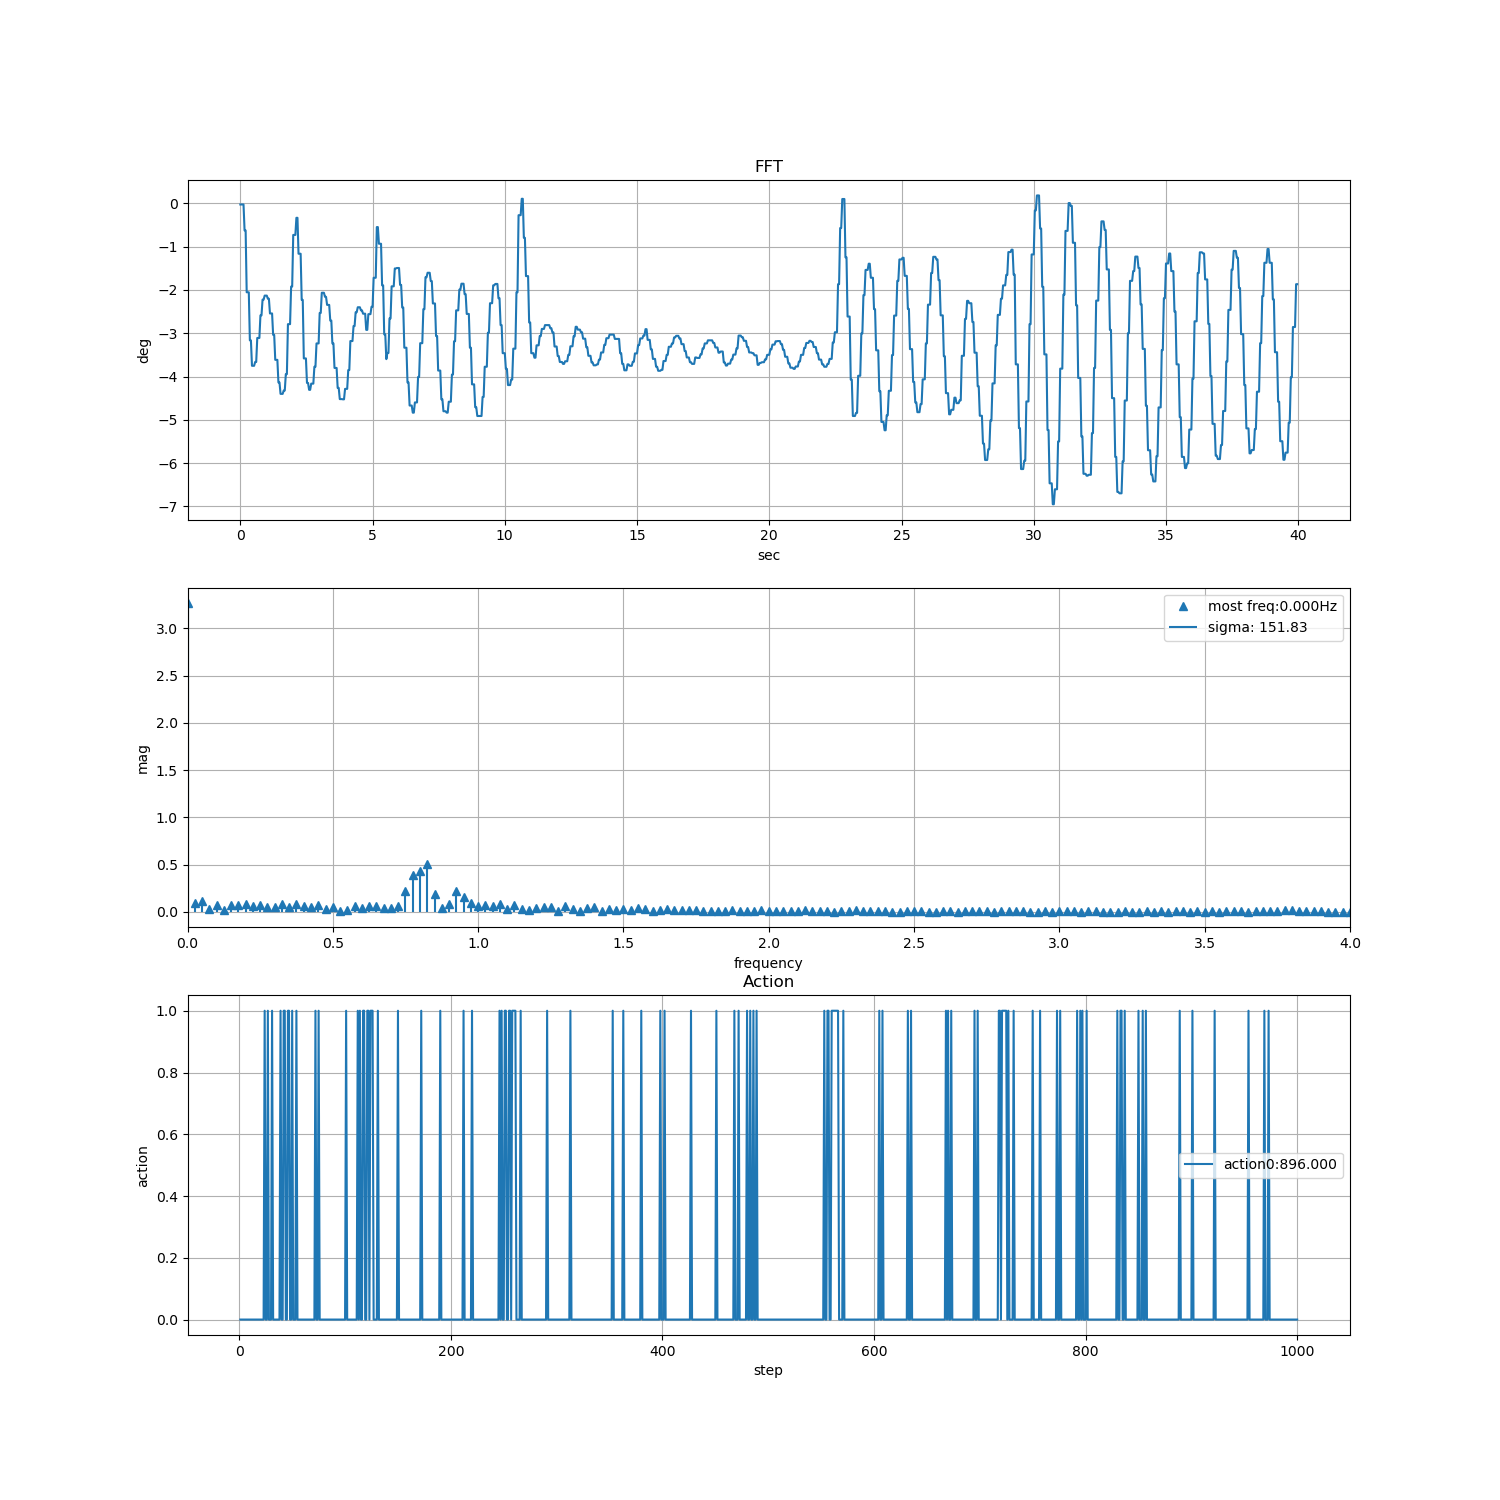 FFT
0
−1
−2
−3
−4
−5
−6
−7
deg
0 5 10 15 20 25 30 35 40
sec
most freq:0.000Hz
sigma: 151.83
3.0
2.5
2.0
1.5
1.0
0.5
0.0
mag
0.0 0.5 1.0 1.5 2.0 2.5 3.0 3.5 4.0
frequency
Action
1.0
0.8
0.6
0.4
0.2
0.0
action
action0:896.000
0 200 400 600 800 1000
step